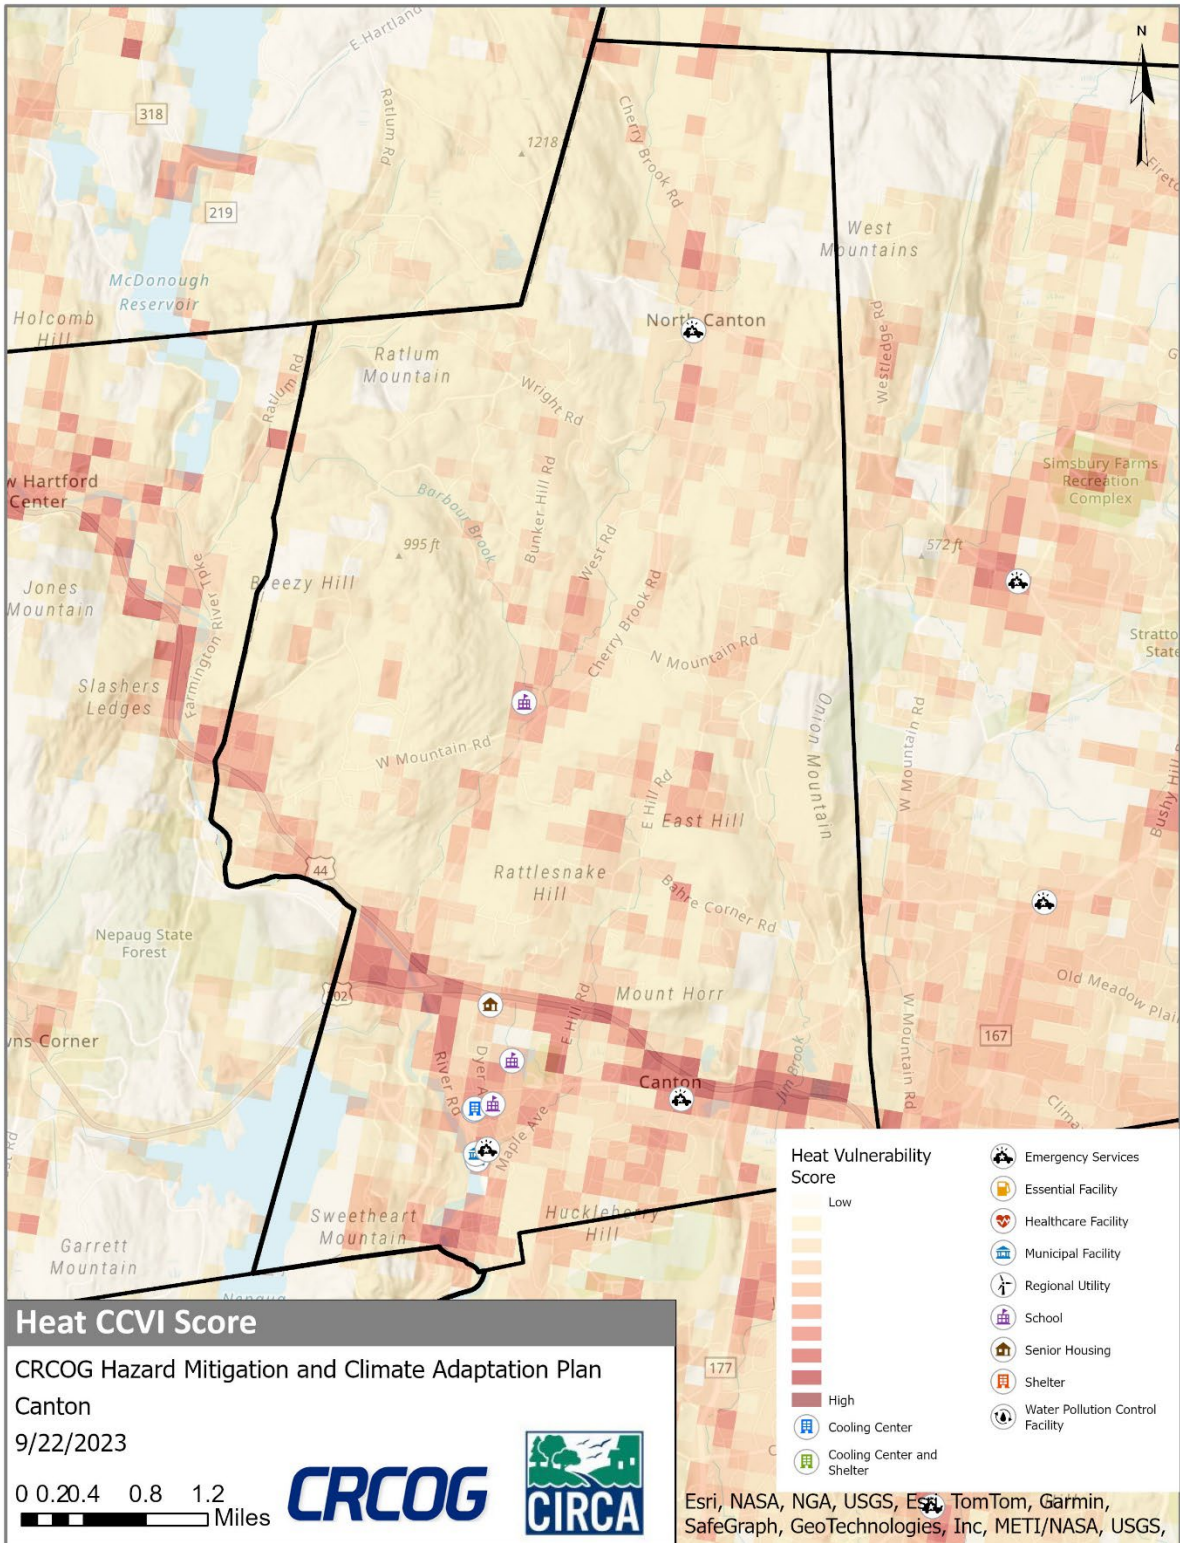 E-Hartland
N
318
Ratlum Rd
1218
Cherry Brook Rd
219
West
Mountains
McDonough
Reservoir
Holcomb
Hill
North Canton
Ratlum
Mountain
Westledge Rd
Ratlum Rd
Wright Rd
w Hartford
Center
Simsbury Farms
Recreation
Complex
Barbour Brook
Bunker Hill Rd
West Rd
995 ft
572 ft
Jones
Mountain
Breezy Hill
Farmington River Tpke
Cherry Brook Rd
N Mountain Rd
Stratto
State
Slashers
Ledges
Onion Mountain
W Mountain Rd
W Mountain Rd
Bushy Hill
E Hill Rd
East Hill
44
Rattlesnake
Hill
Bahre Corner Rd
Nepaug State
Forest
Old Meadow Plain
Mount Horr
202
E Hill Rd
W Mountain Rd
167
wns Corner
River Rd
Dyer A
Jim Brook
Canton
Maple Ave
Clima
Sweetheart
Mountain
Huckleberry
Hill
Garrett
Mountain
Nepaug
177
Heat Vulnerability
Score
Low
High
Cooling Center
Cooling Center and
Shelter
Emergency Services
Essential Facility
Healthcare Facility
Municipal Facility
Regional Utility
School
Senior Housing
Shelter
Water Pollution Control
Facility
Heat CCVI Score
CRCOG Hazard Mitigation and Climate Adaptation Plan
Canton
9/22/2023
0 0.20.4 0.8 1.2
Miles
CRCOG
CIRCA
Esri, NASA, NGA, USGS, Esri, TomTom, Garmin,
SafeGraph, GeoTechnologies, Inc, METI/NASA, USGS,